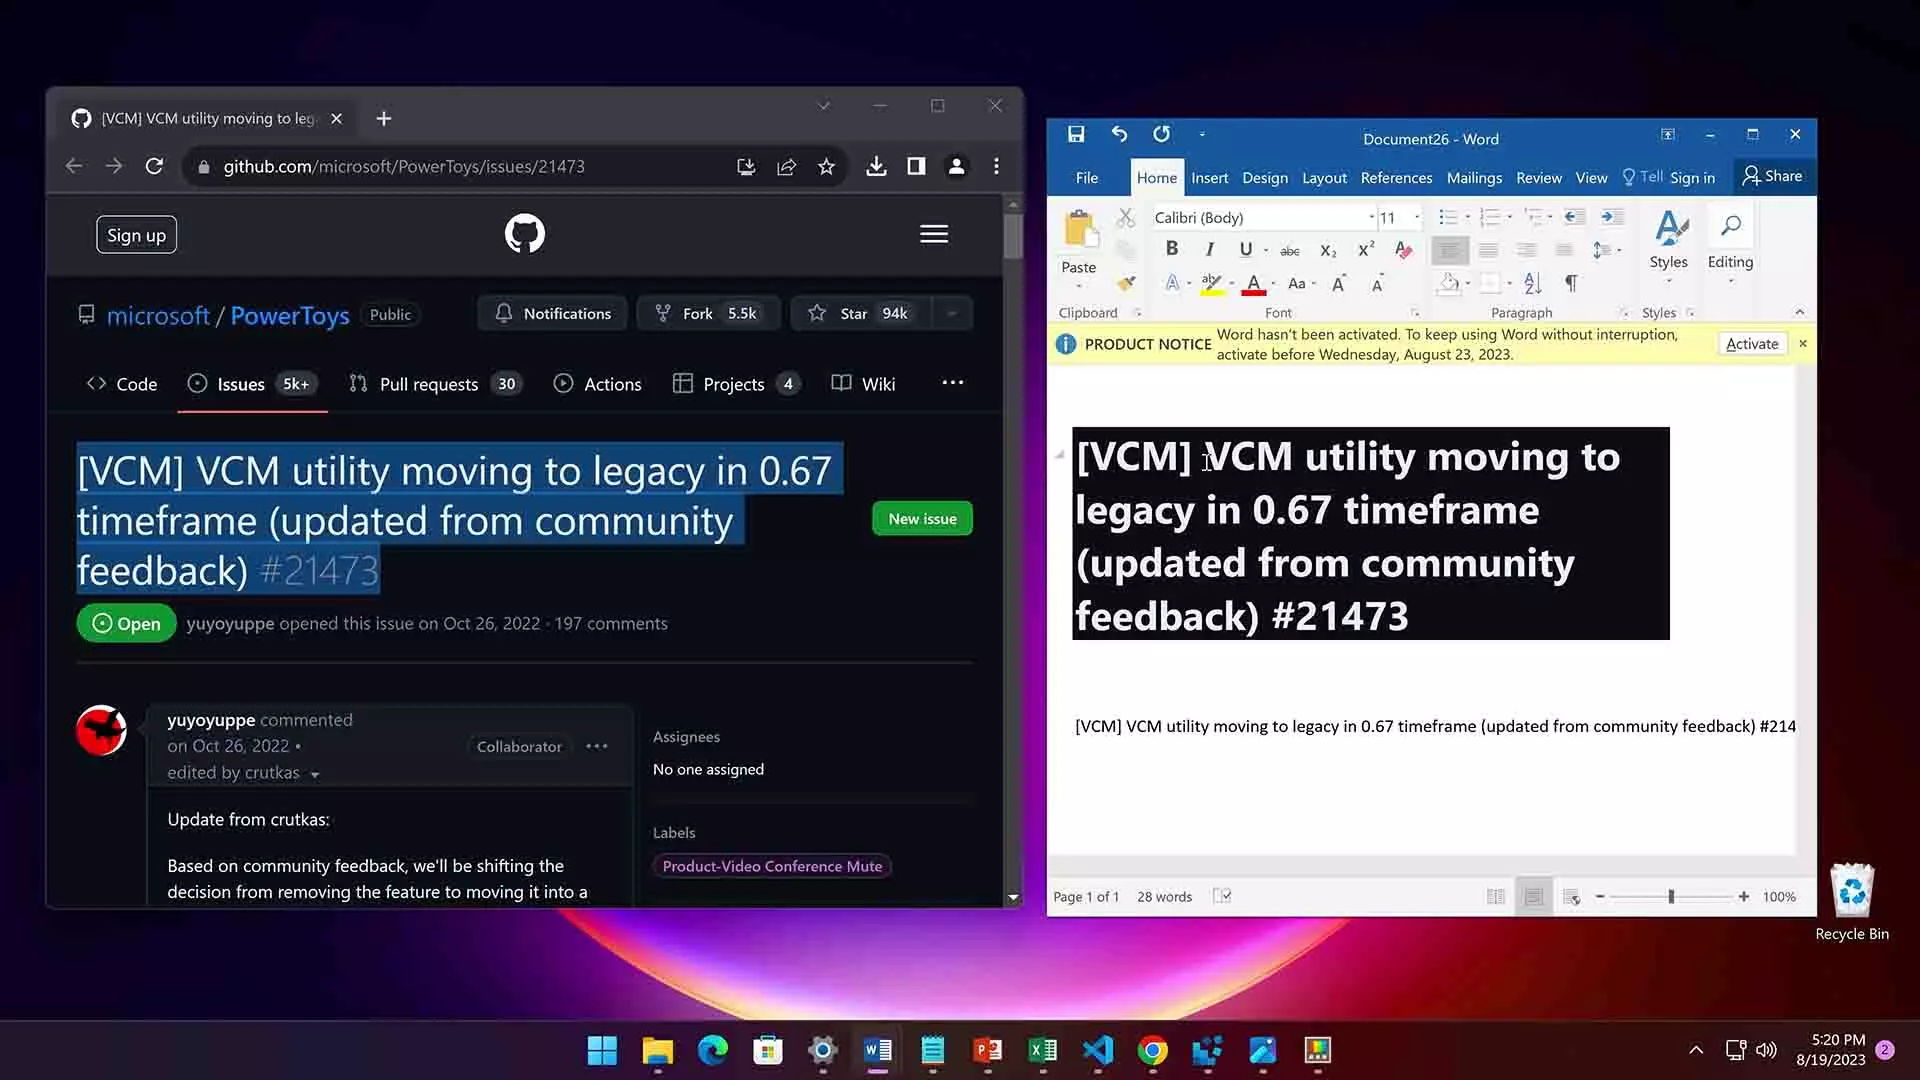 [VCM] VCM utility moving to leg
github.com/microsoft/PowerToys/issues/21473
Sign up
microsoft / PowerToys Public
Notifications
Fork 5.5k
Star 94k
Code
Issues 5k+
Pull requests 30
Actions
Projects 4
Wiki
[VCM] VCM utility moving to legacy in 0.67
timeframe (updated from community
feedback) #21473
New issue
Open
yuyoyuppe opened this issue on Oct 26, 2022 · 197 comments
yuyoyuppe commented
on Oct 26, 2022 •
edited by crutkas
Collaborator
Update from crutkas:
Based on community feedback, we'll be shifting the
decision from removing the feature to moving it into a
Assignees
No one assigned
Labels
Product-Video Conference Mute
Document26 - Word
File Home Insert Design Layout References Mailings Review View Tell Sign in Share
Paste
Clipboard
Calibri (Body) 11
B I U abc X₂ X²
A ab A Aa A A
Font
Paragraph
Styles
Styles
Editing
PRODUCT NOTICE
Word hasn't been activated. To keep using Word without interruption,
activate before Wednesday, August 23, 2023.
Activate
[VCM] VCM utility moving to
legacy in 0.67 timeframe
(updated from community
feedback) #21473
[VCM] VCM utility moving to legacy in 0.67 timeframe (updated from community feedback) #214
Page 1 of 1 28 words
100%
Recycle Bin
5:20 PM
8/19/2023
2